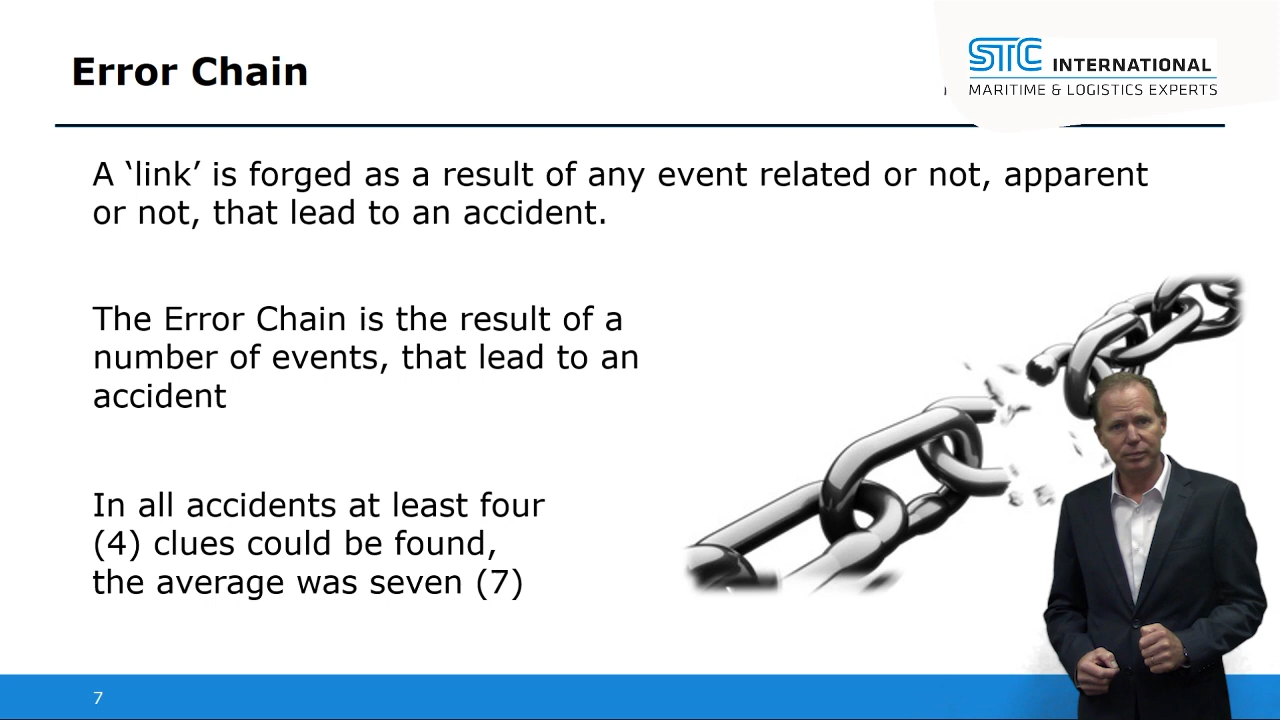 Error Chain
STC INTERNATIONAL
MARITIME & LOGISTICS EXPERTS
A ‘link’ is forged as a result of any event related or not, apparent
or not, that lead to an accident.
The Error Chain is the result of a
number of events, that lead to an
accident
In all accidents at least four
(4) clues could be found,
the average was seven (7)
7